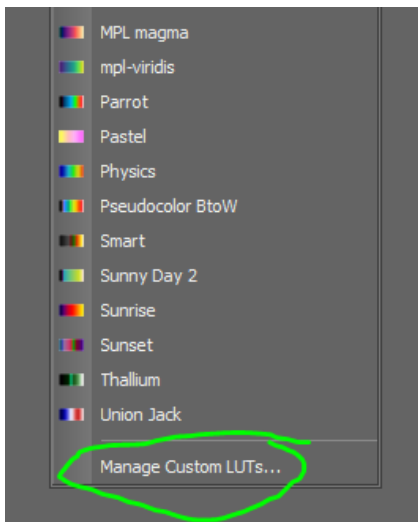 MPL magma
mpl-viridis
Parrot
Pastel
Physics
Pseudocolor BtoW
Smart
Sunny Day 2
Sunrise
Sunset
Thallium
Union Jack
Manage Custom LUTs...